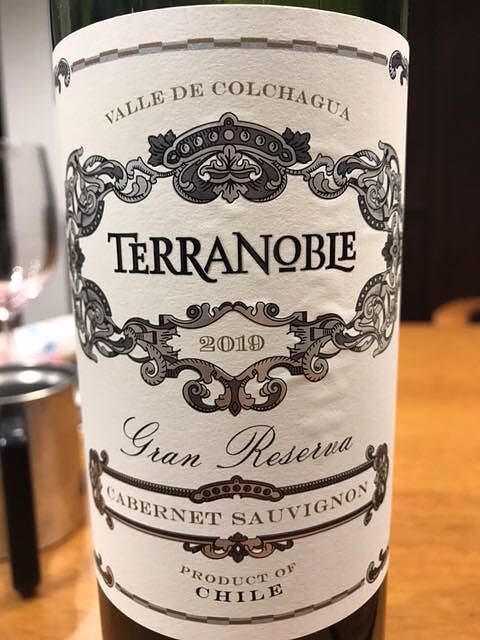 VALLE DE COLCHAGUA
TERRANOBLE
2019
Gran Reserva
CABERNET SAUVIGNON
PRODUCT OF
CHILE